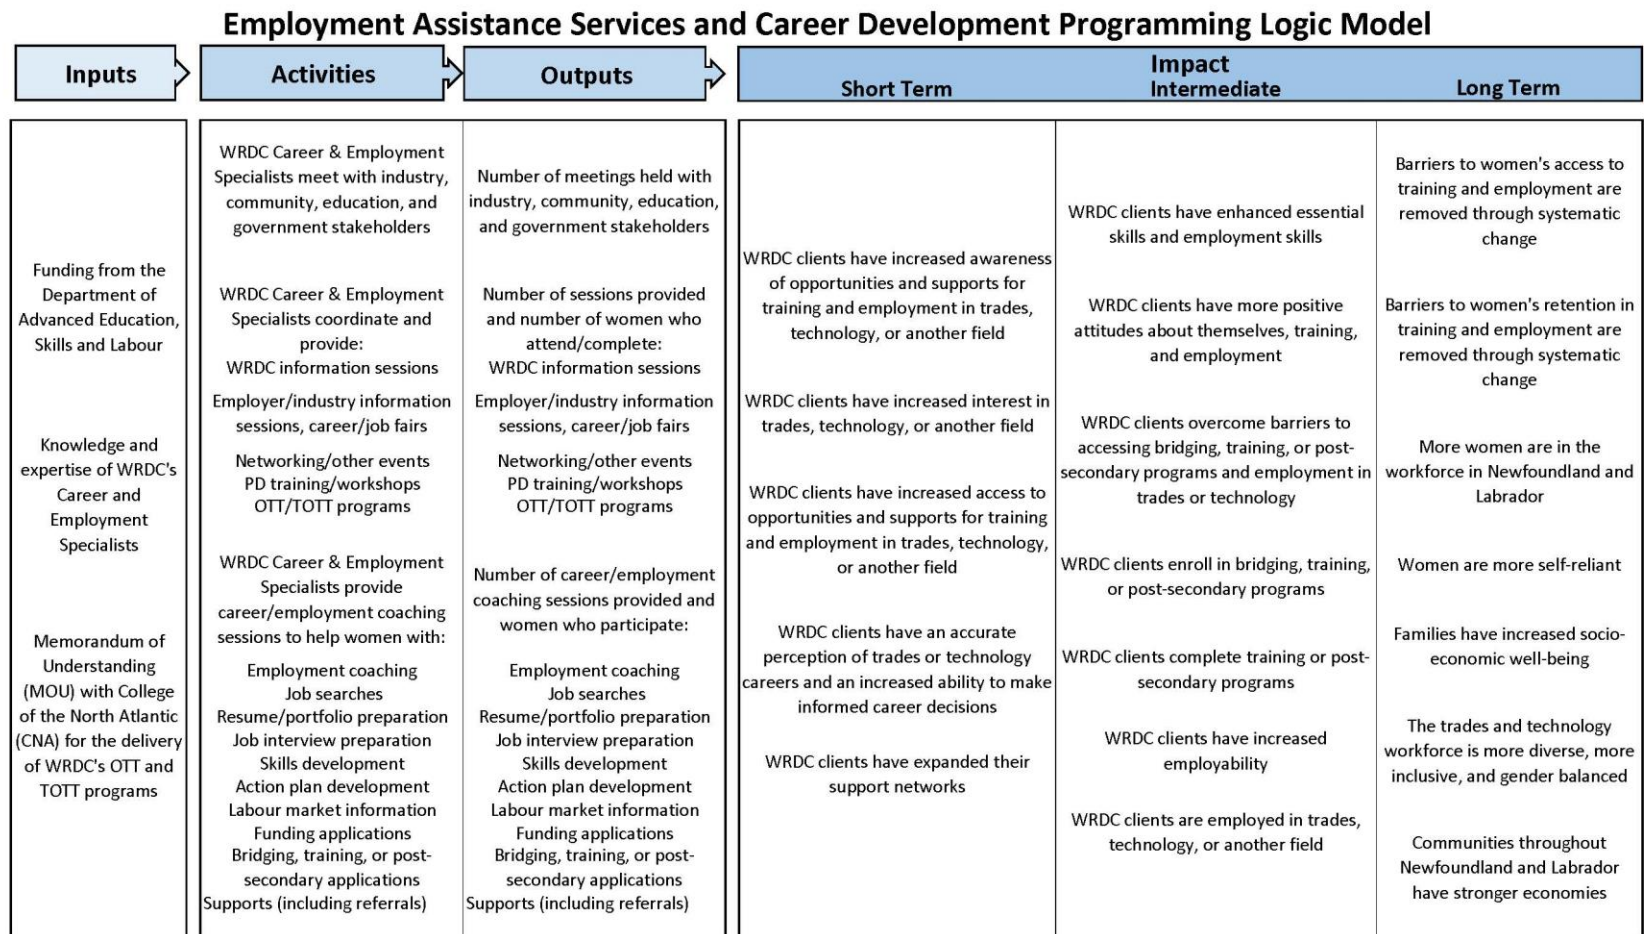 Employment Assistance Services and Career Development Programming Logic Model
Inputs
Activities
Outputs
Impact
Short Term
Intermediate
Long Term
Funding from the
Department of
Advanced Education,
Skills and Labour
Knowledge and
expertise of WRDC's
Career and
Employment
Specialists
Memorandum of
Understanding
(MOU) with College
of the North Atlantic
(CNA) for the delivery
of WRDC's OTT and
TOTT programs
WRDC Career & Employment
Specialists meet with industry,
community, education, and
government stakeholders
WRDC Career & Employment
Specialists coordinate and
provide:
WRDC information sessions
Employer/industry information
sessions, career/job fairs
Networking/other events
PD training/workshops
OTT/TOTT programs
WRDC Career & Employment
Specialists provide
career/employment coaching
sessions to help women with:
Employment coaching
Job searches
Resume/portfolio preparation
Job interview preparation
Skills development
Action plan development
Labour market information
Funding applications
Bridging, training, or post-
secondary applications
Supports (including referrals)
Number of meetings held with
industry, community, education,
and government stakeholders
Number of sessions provided
and number of women who
attend/complete:
WRDC information sessions
Employer/industry information
sessions, career/job fairs
Networking/other events
PD training/workshops
OTT/TOTT programs
Number of career/employment
coaching sessions provided and
women who participate:
Employment coaching
Job searches
Resume/portfolio preparation
Job interview preparation
Skills development
Action plan development
Labour market information
Funding applications
Bridging, training, or post-
secondary applications
Supports (including referrals)
WRDC clients have increased awareness
of opportunities and supports for
training and employment in trades,
technology, or another field
WRDC clients have increased interest in
trades, technology, or another field
WRDC clients have increased access to
opportunities and supports for training
and employment in trades, technology,
or another field
WRDC clients have an accurate
perception of trades or technology
careers and an increased ability to make
informed career decisions
WRDC clients have expanded their
support networks
WRDC clients have enhanced essential
skills and employment skills
WRDC clients have more positive
attitudes about themselves, training,
and employment
WRDC clients overcome barriers to
accessing bridging, training, or post-
secondary programs and employment in
trades or technology
WRDC clients enroll in bridging, training,
or post-secondary programs
WRDC clients complete training or post-
secondary programs
WRDC clients have increased
employability
WRDC clients are employed in trades,
technology, or another field
Barriers to women's access to
training and employment are
removed through systematic
change
Barriers to women's retention in
training and employment are
removed through systematic
change
More women are in the
workforce in Newfoundland and
Labrador
Women are more self-reliant
Families have increased socio-
economic well-being
The trades and technology
workforce is more diverse, more
inclusive, and gender balanced
Communities throughout
Newfoundland and Labrador
have stronger economies